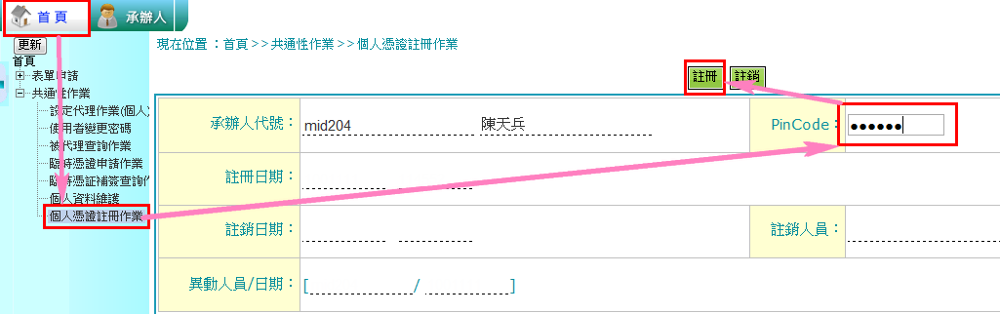 首 頁
承辦人
更新
首頁
表單申請
共通性作業
設定代理作業(個人)
使用者變更密碼
被代理查詢作業
臨時憑證申請作業
臨時憑証補簽查詢作
個人資料維護
個人憑證註冊作業
現在位置 : 首頁 >>共通性作業 >>個人憑證註冊作業
註冊 註銷
承辦人代號: mid204 陳天兵 PinCode: ●●●●●●
註冊日期:
註銷日期: 註銷人員:
異動人員/日期: [ / ]